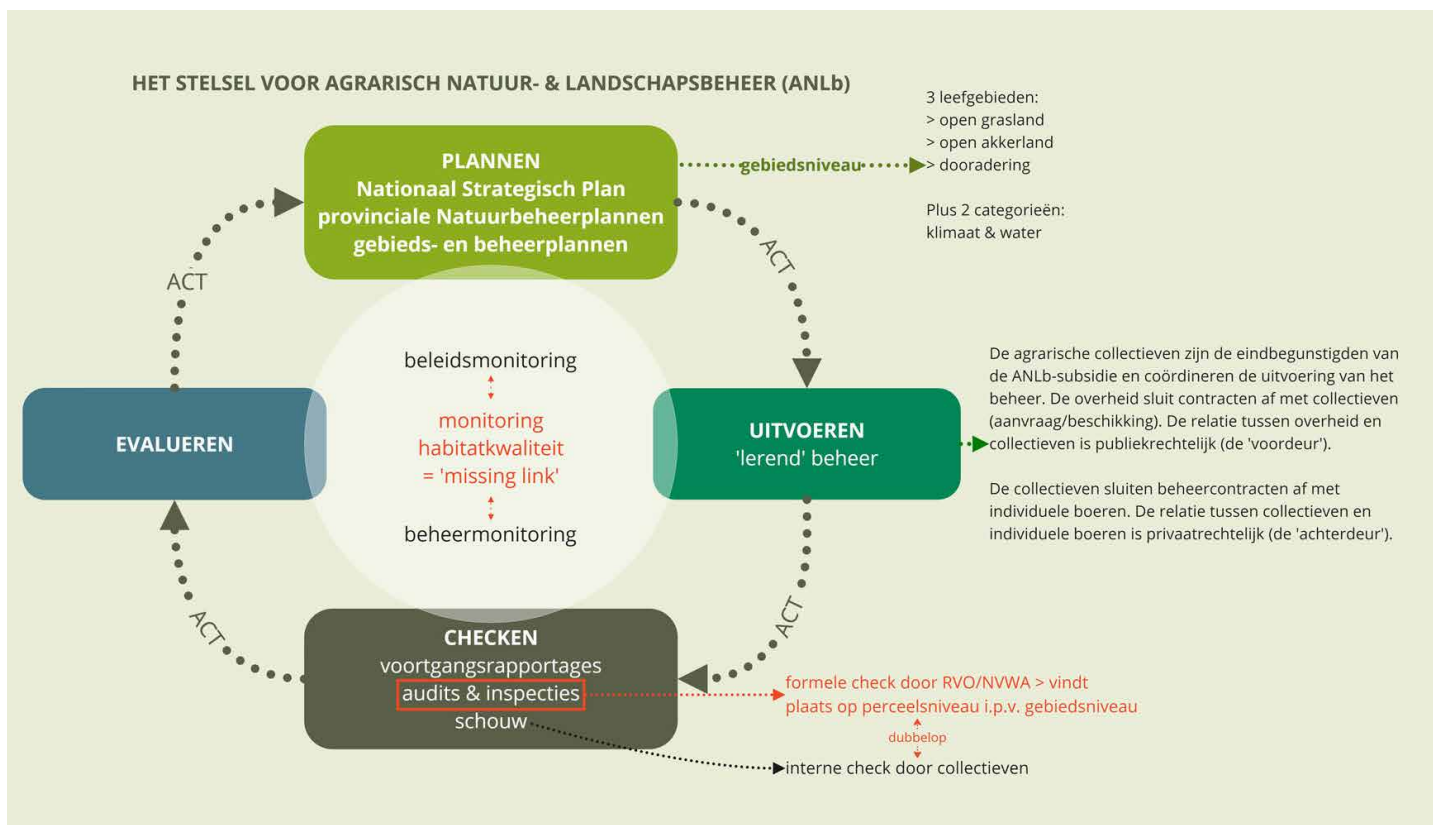 HET STELSEL VOOR AGRARISCH NATUUR- & LANDSCHAPSBEHEER (ANLb)
PLANNEN
Nationaal Strategisch Plan
provinciale Natuurbeheerplannen
gebieds- en beheerplannen
gebiedsniveau
3 leefgebieden:
> open grasland
> open akkerland
> dooradering
Plus 2 categorieën:
klimaat & water
ACT
ACT
beleidsmonitoring
monitoring
habitatkwaliteit
= 'missing link'
beheermonitoring
EVALUEREN
UITVOEREN
'lerend' beheer
De agrarische collectieven zijn de eindbegunstigden van
de ANLb-subsidie en coördineren de uitvoering van het
beheer. De overheid sluit contracten af met collectieven
(aanvraag/beschikking). De relatie tussen overheid en
collectieven is publiekrechtelijk (de 'voordeur').
De collectieven sluiten beheercontracten af met
individuele boeren. De relatie tussen collectieven en
individuele boeren is privaatrechtelijk (de 'achterdeur').
ACT
ACT
CHECKEN
voortgangsrapportages
audits & inspecties
schouw
formele check door RVO/NVWA > vindt
plaats op perceelsniveau i.p.v. gebiedsniveau
dubbelop
interne check door collectieven